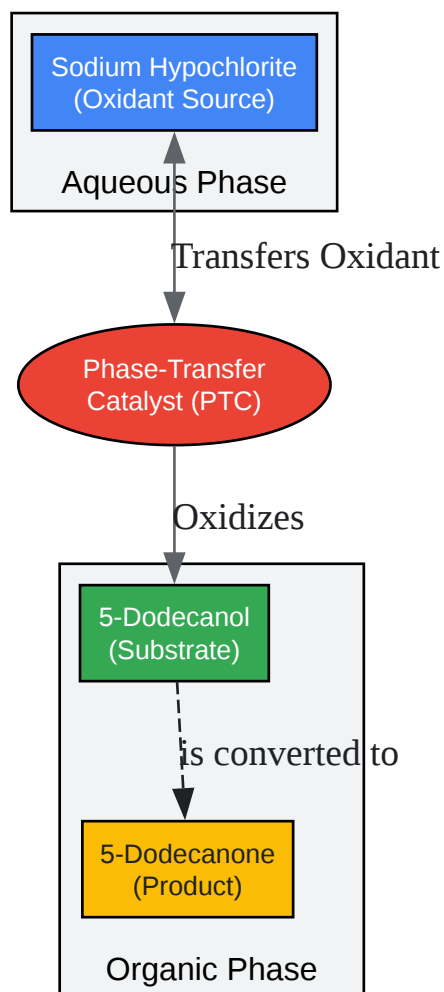 Sodium Hypochlorite
(Oxidant Source)
Aqueous Phase
Transfers Oxidant
Phase-Transfer
Catalyst (PTC)
Oxidizes
5-Dodecanol
(Substrate)
is converted to
5-Dodecanone
(Product)
Organic Phase